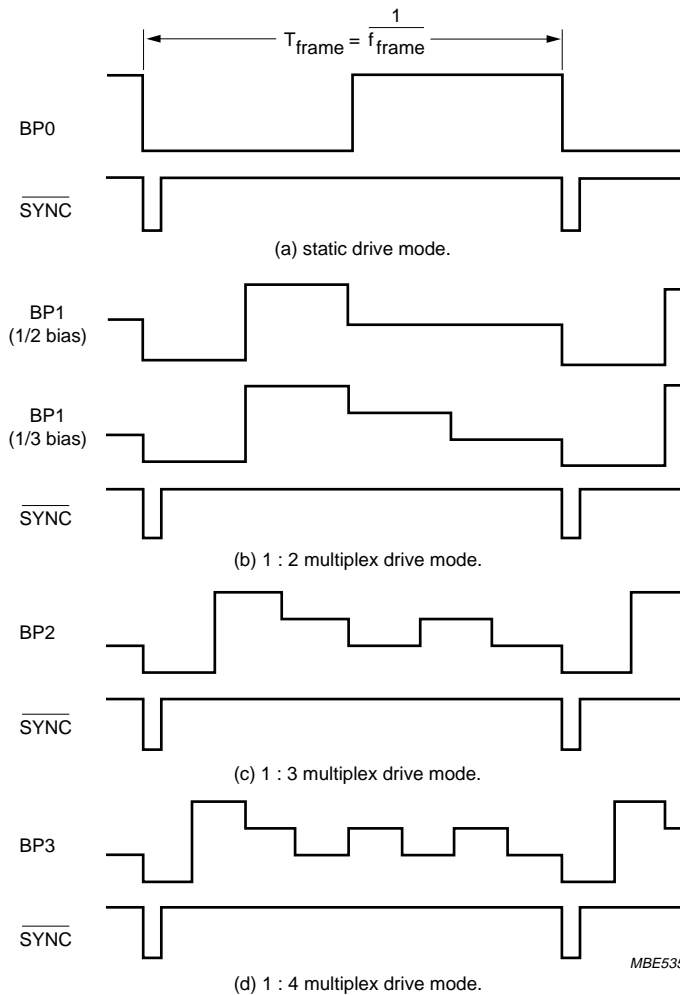 T_frame = 1 / f_frame
BP0
SYNC
(a) static drive mode.
BP1
(1/2 bias)
BP1
(1/3 bias)
SYNC
(b) 1 : 2 multiplex drive mode.
BP2
SYNC
(c) 1 : 3 multiplex drive mode.
BP3
SYNC
MBE535
(d) 1 : 4 multiplex drive mode.